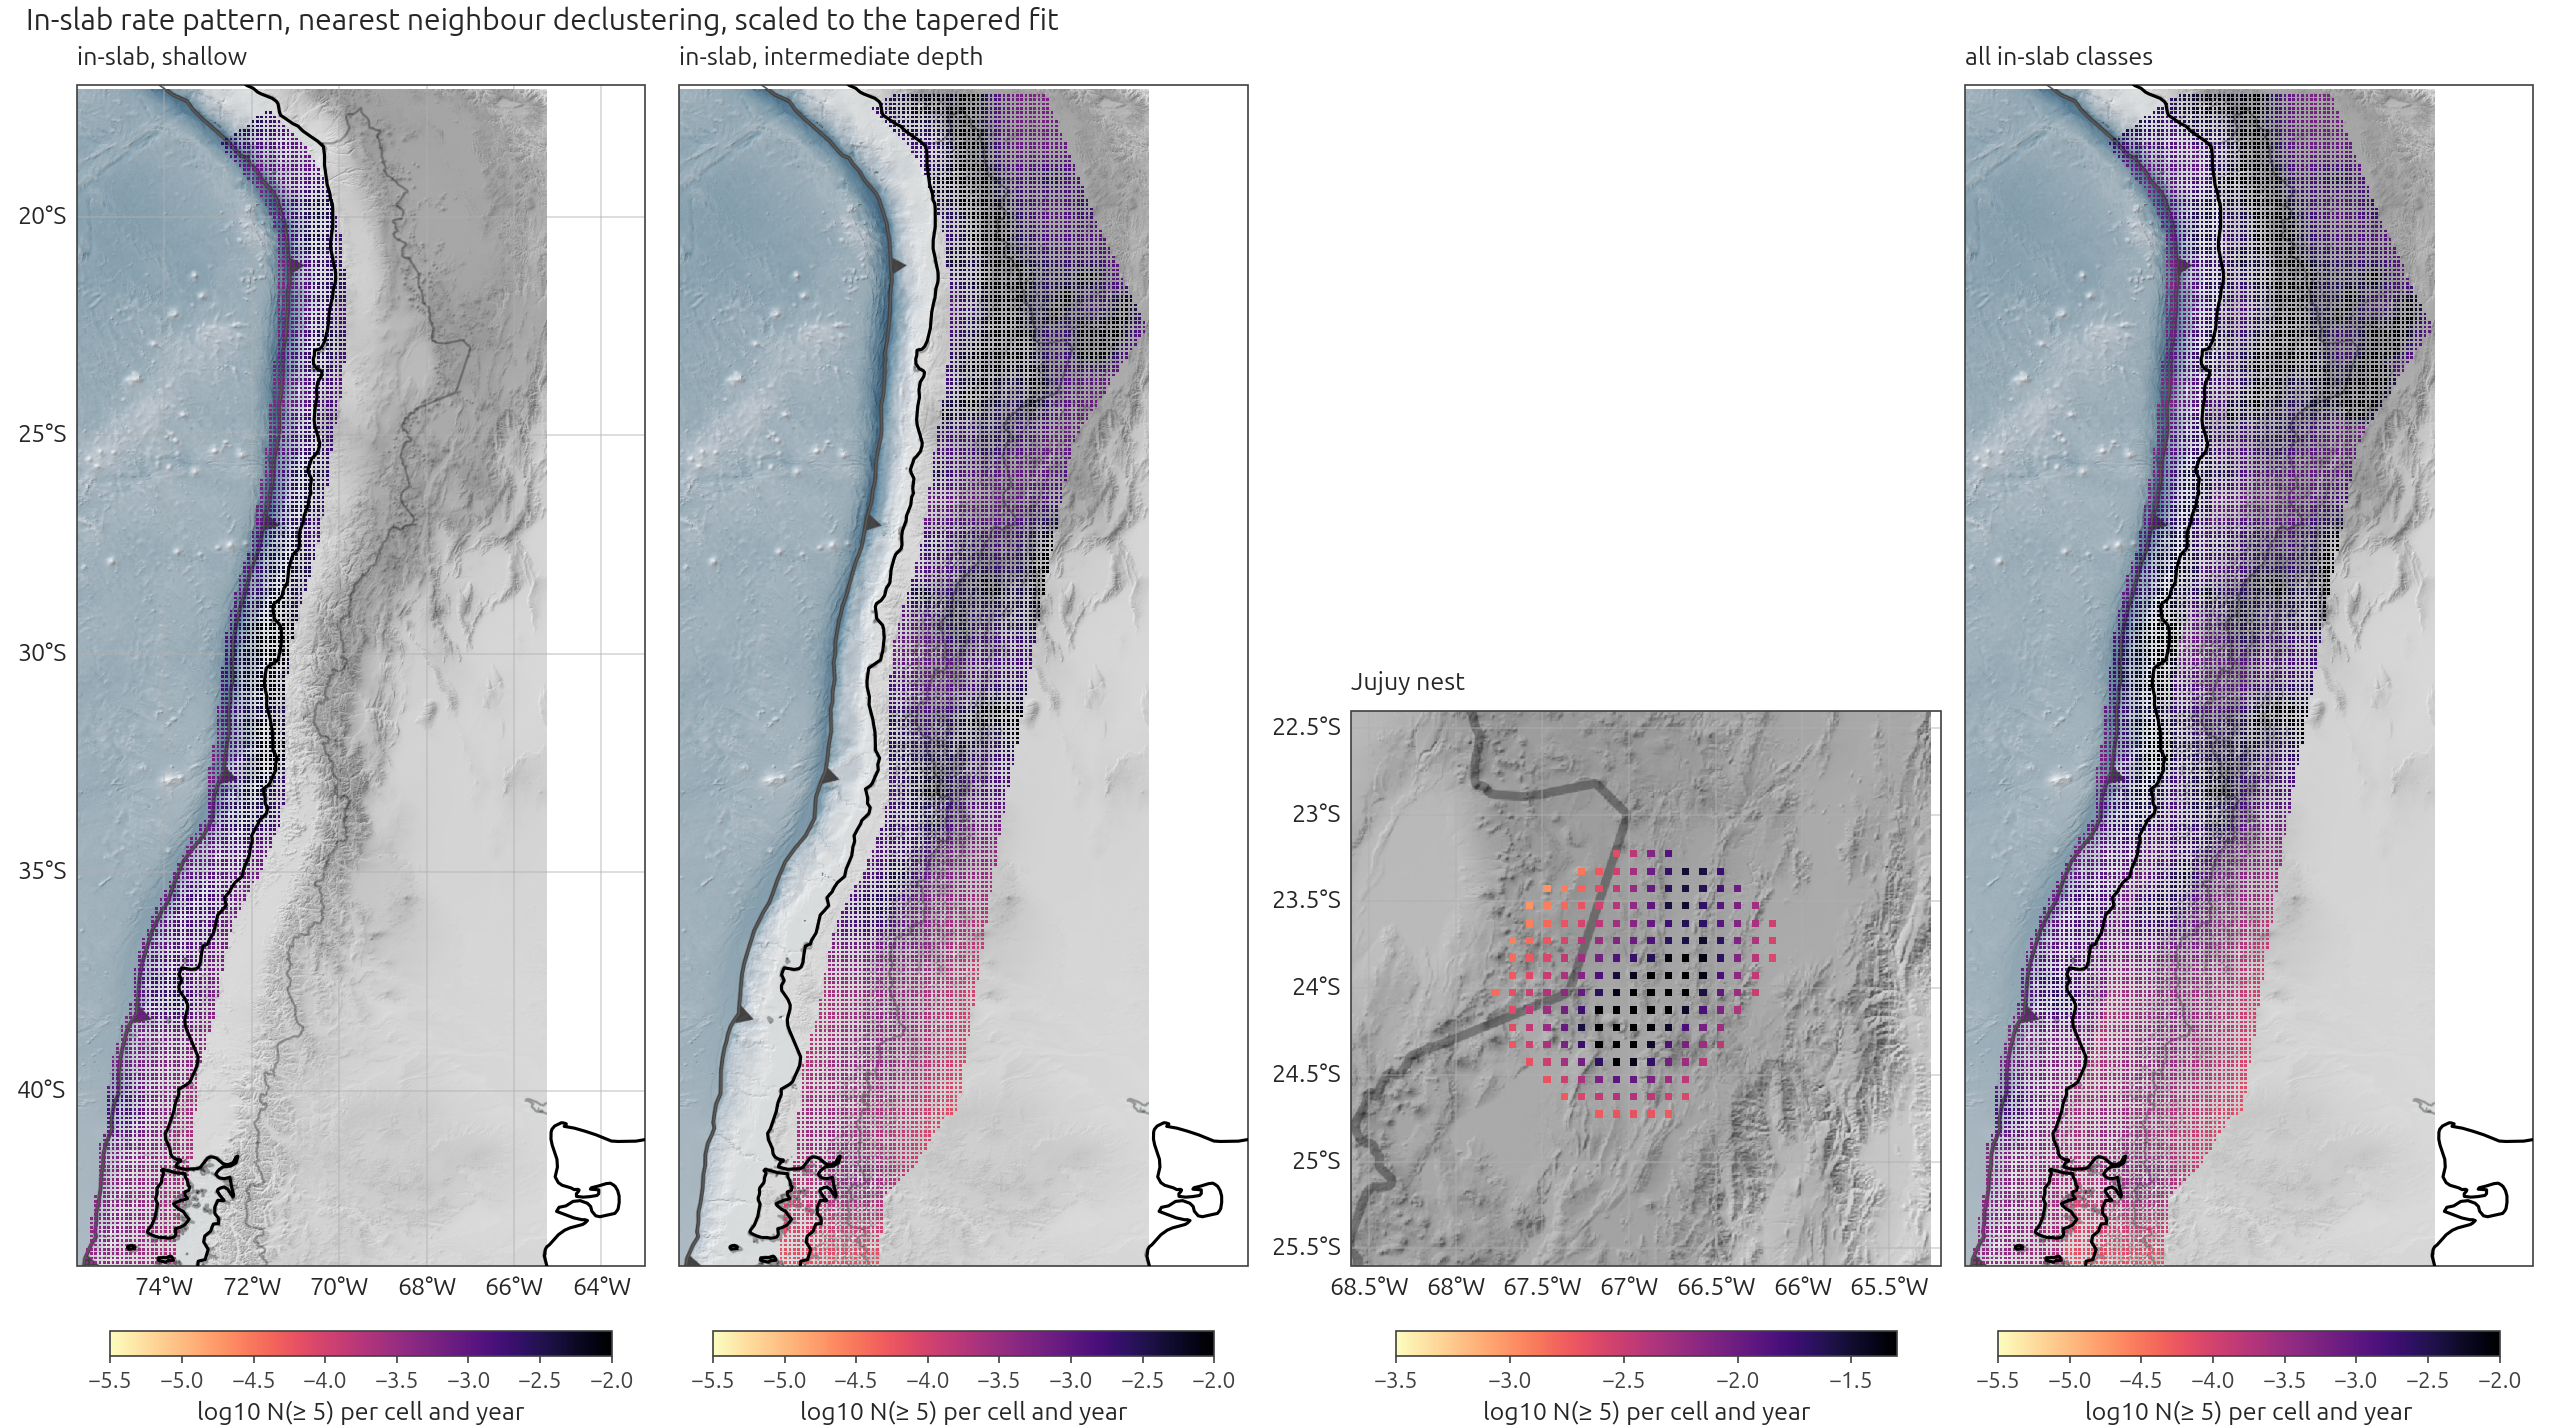 In-slab rate pattern, nearest neighbour declustering, scaled to the tapered fit
in-slab, shallow
in-slab, intermediate depth
all in-slab classes
20°S
25°S
30°S
35°S
40°S
74°W 72°W 70°W 68°W 66°W 64°W
Jujuy nest
22.5°S
23°S
23.5°S
24°S
24.5°S
25°S
25.5°S
68.5°W 68°W 67.5°W 67°W 66.5°W 66°W 65.5°W
−5.5 −5.0 −4.5 −4.0 −3.5 −3.0 −2.5 −2.0
log10 N(≥ 5) per cell and year
−5.5 −5.0 −4.5 −4.0 −3.5 −3.0 −2.5 −2.0
log10 N(≥ 5) per cell and year
−3.5 −3.0 −2.5 −2.0 −1.5
log10 N(≥ 5) per cell and year
−5.5 −5.0 −4.5 −4.0 −3.5 −3.0 −2.5 −2.0
log10 N(≥ 5) per cell and year